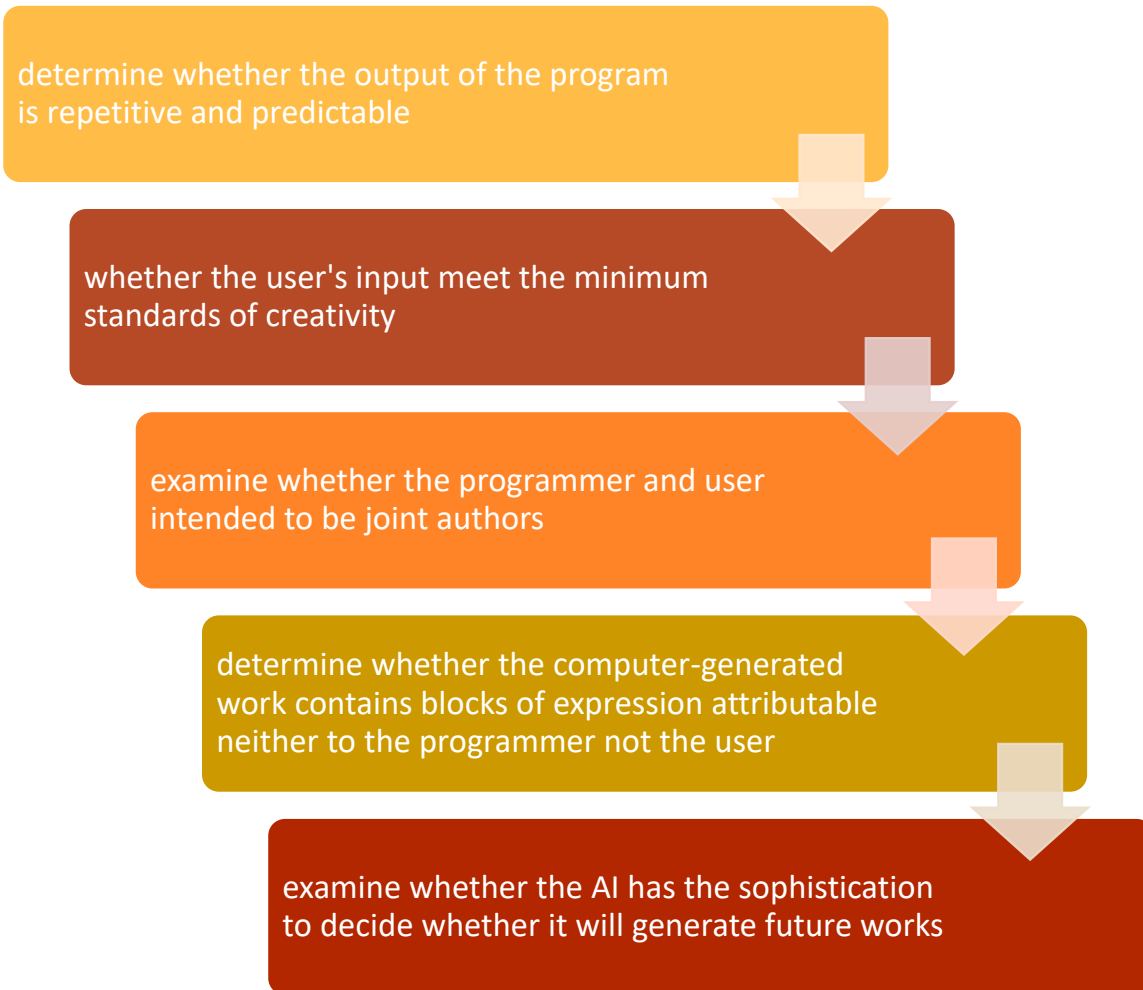 determine whether the output of the program
is repetitive and predictable
whether the user's input meet the minimum
standards of creativity
examine whether the programmer and user
intended to be joint authors
determine whether the computer-generated
work contains blocks of expression attributable
neither to the programmer not the user
examine whether the AI has the sophistication
to decide whether it will generate future works